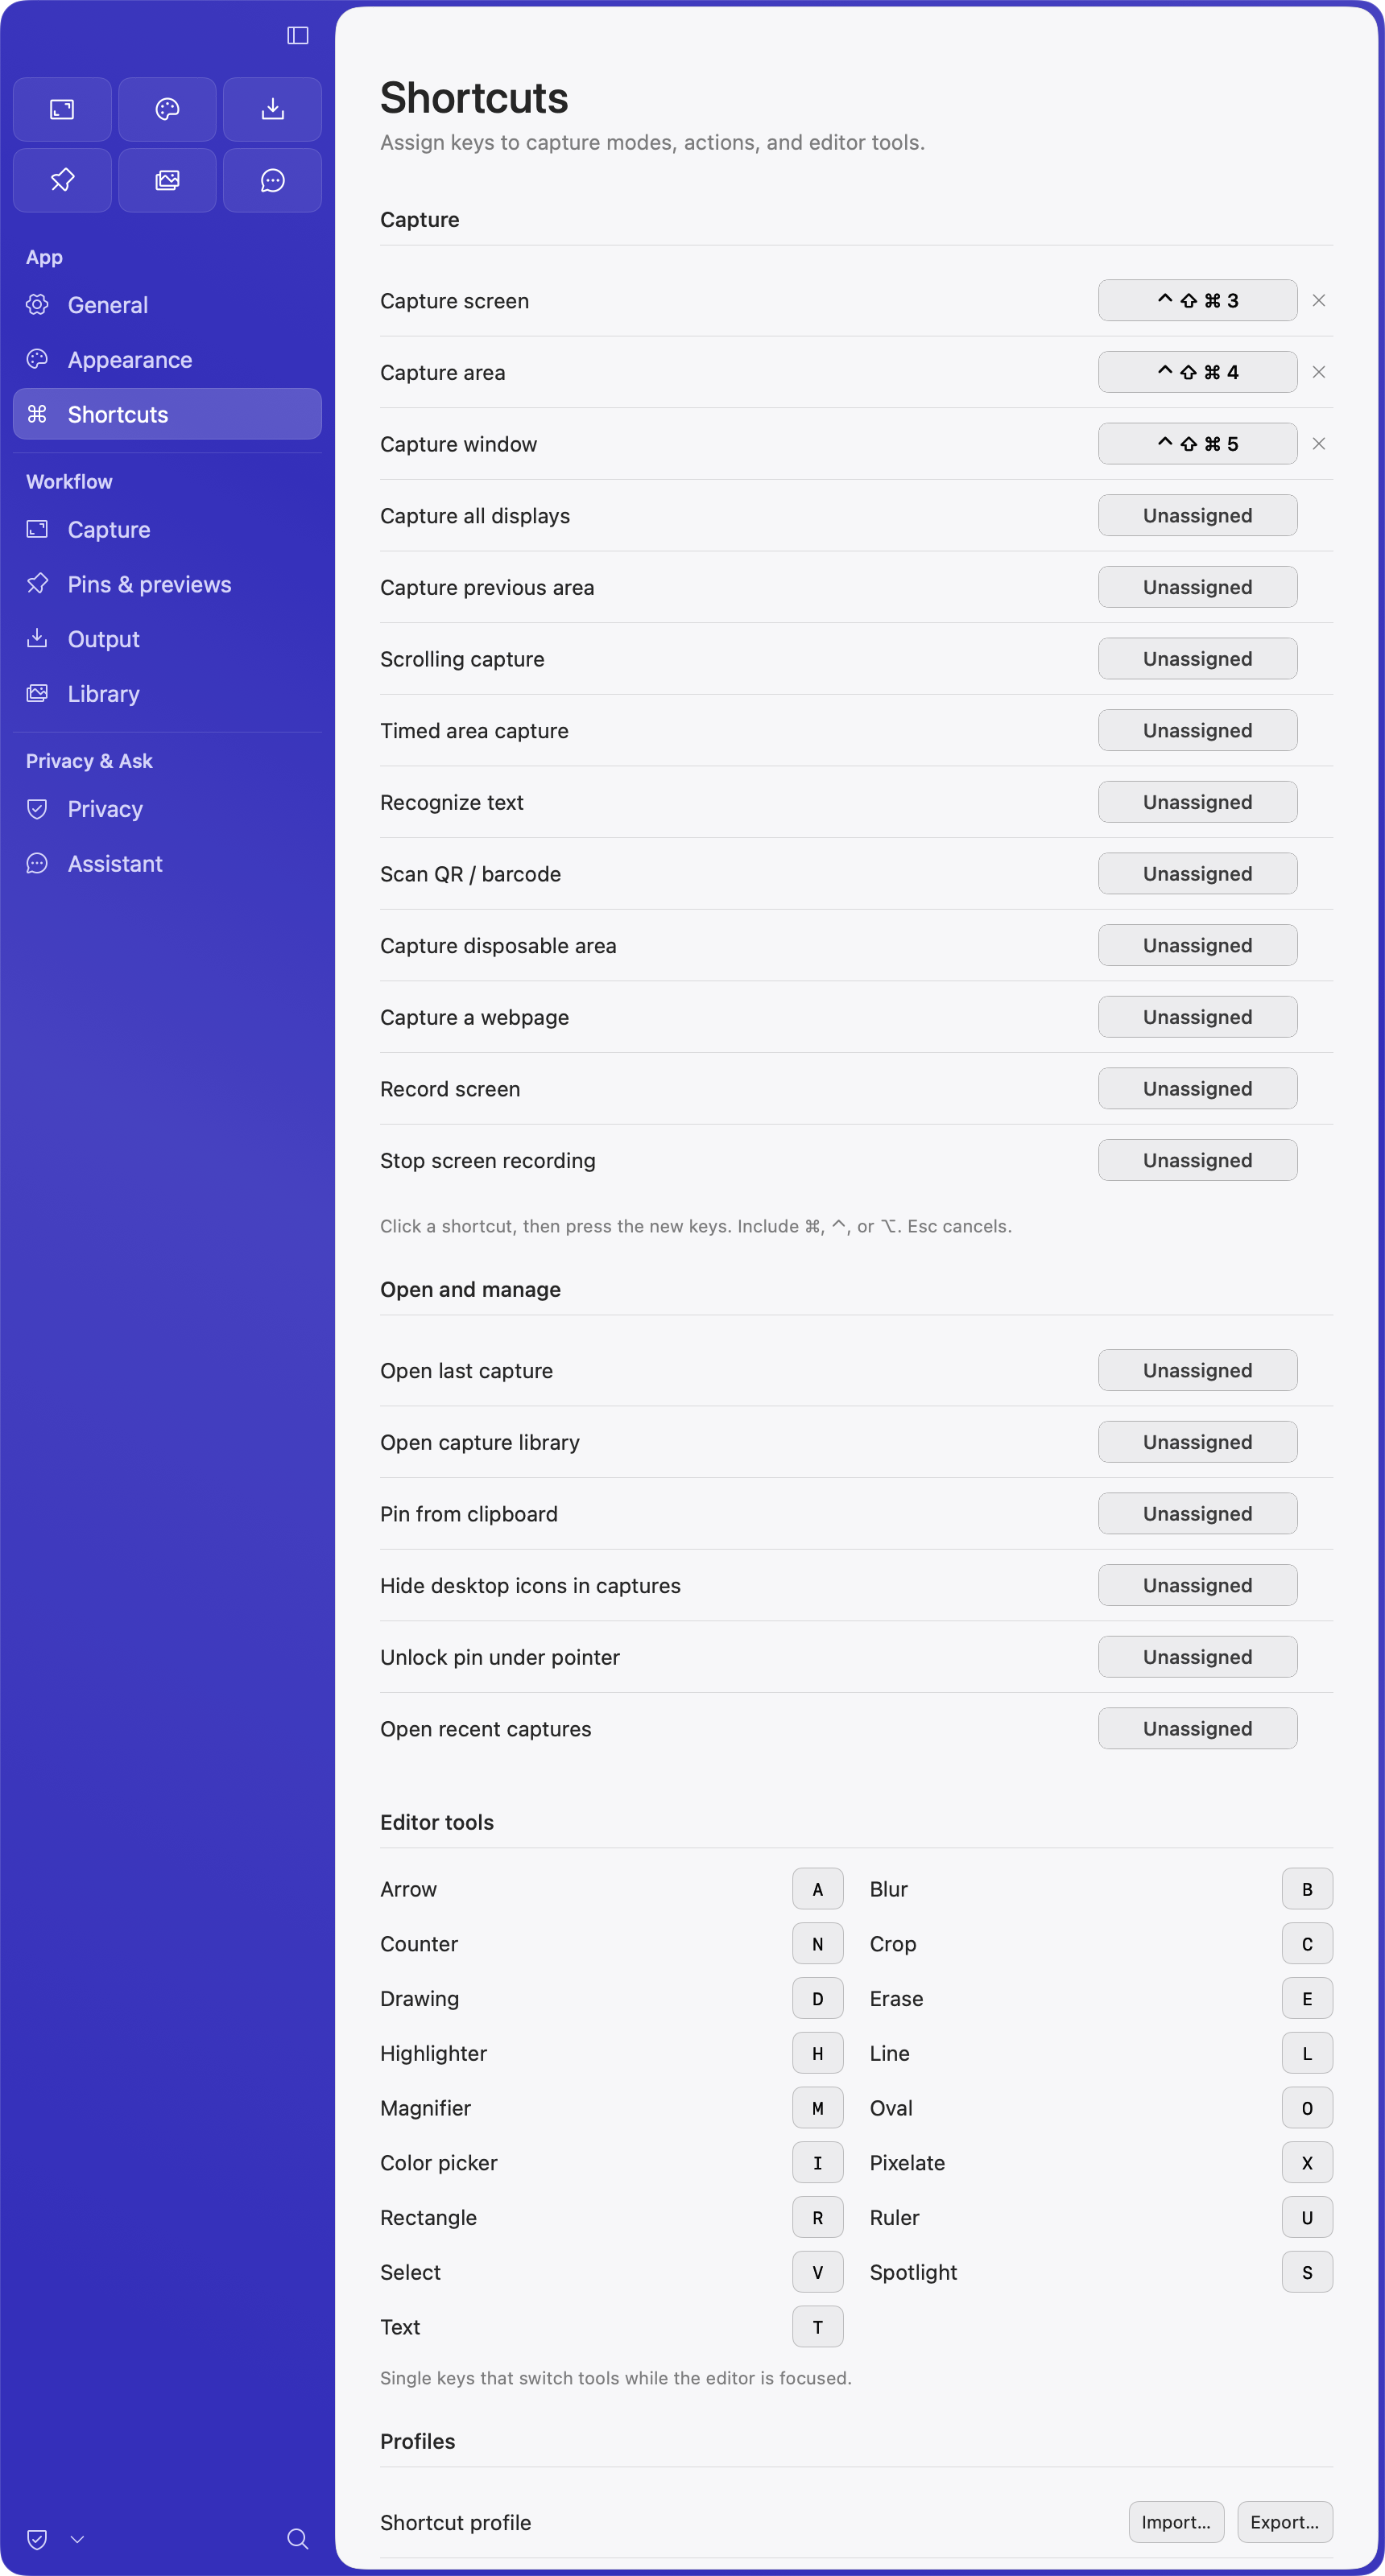 Shortcuts
Assign keys to capture modes, actions, and editor tools.
App
General
Appearance
⌘ Shortcuts
Workflow
Capture
Pins & previews
Output
Library
Privacy & Ask
Privacy
Assistant
Capture
Capture screen ⌃ ⇧ ⌘ 3
Capture area ⌃ ⇧ ⌘ 4
Capture window ⌃ ⇧ ⌘ 5
Capture all displays Unassigned
Capture previous area Unassigned
Scrolling capture Unassigned
Timed area capture Unassigned
Recognize text Unassigned
Scan QR / barcode Unassigned
Capture disposable area Unassigned
Capture a webpage Unassigned
Record screen Unassigned
Stop screen recording Unassigned
Click a shortcut, then press the new keys. Include ⌘, ⌃, or ⌥. Esc cancels.
Open and manage
Open last capture Unassigned
Open capture library Unassigned
Pin from clipboard Unassigned
Hide desktop icons in captures Unassigned
Unlock pin under pointer Unassigned
Open recent captures Unassigned
Editor tools
Arrow A Blur B
Counter N Crop C
Drawing D Erase E
Highlighter H Line L
Magnifier M Oval O
Color picker I Pixelate X
Rectangle R Ruler U
Select V Spotlight S
Text T
Single keys that switch tools while the editor is focused.
Profiles
Shortcut profile Import... Export...